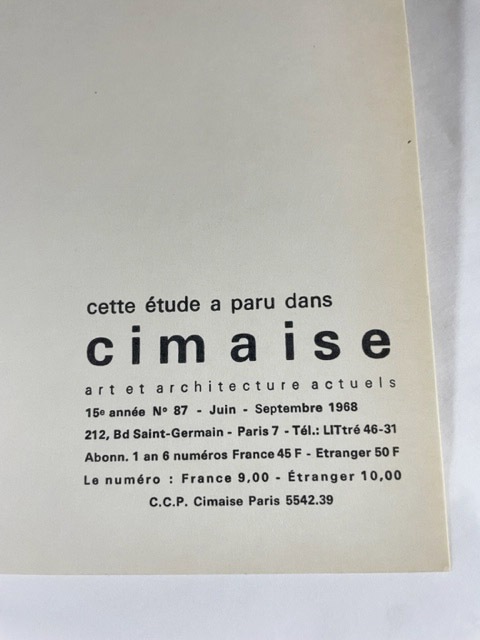 cette étude a paru dans
cimaise
art et architecture actuels
15e année Nº 87 - Juin - Septembre 1968
212, Bd Saint-Germain - Paris 7 - Tél.: LITtré 46-31
Abonn. 1 an 6 numéros France 45 F - Etranger 50 F
Le numéro : France 9,00 - Étranger 10,00
C.C.P. Cimaise Paris 5542.39